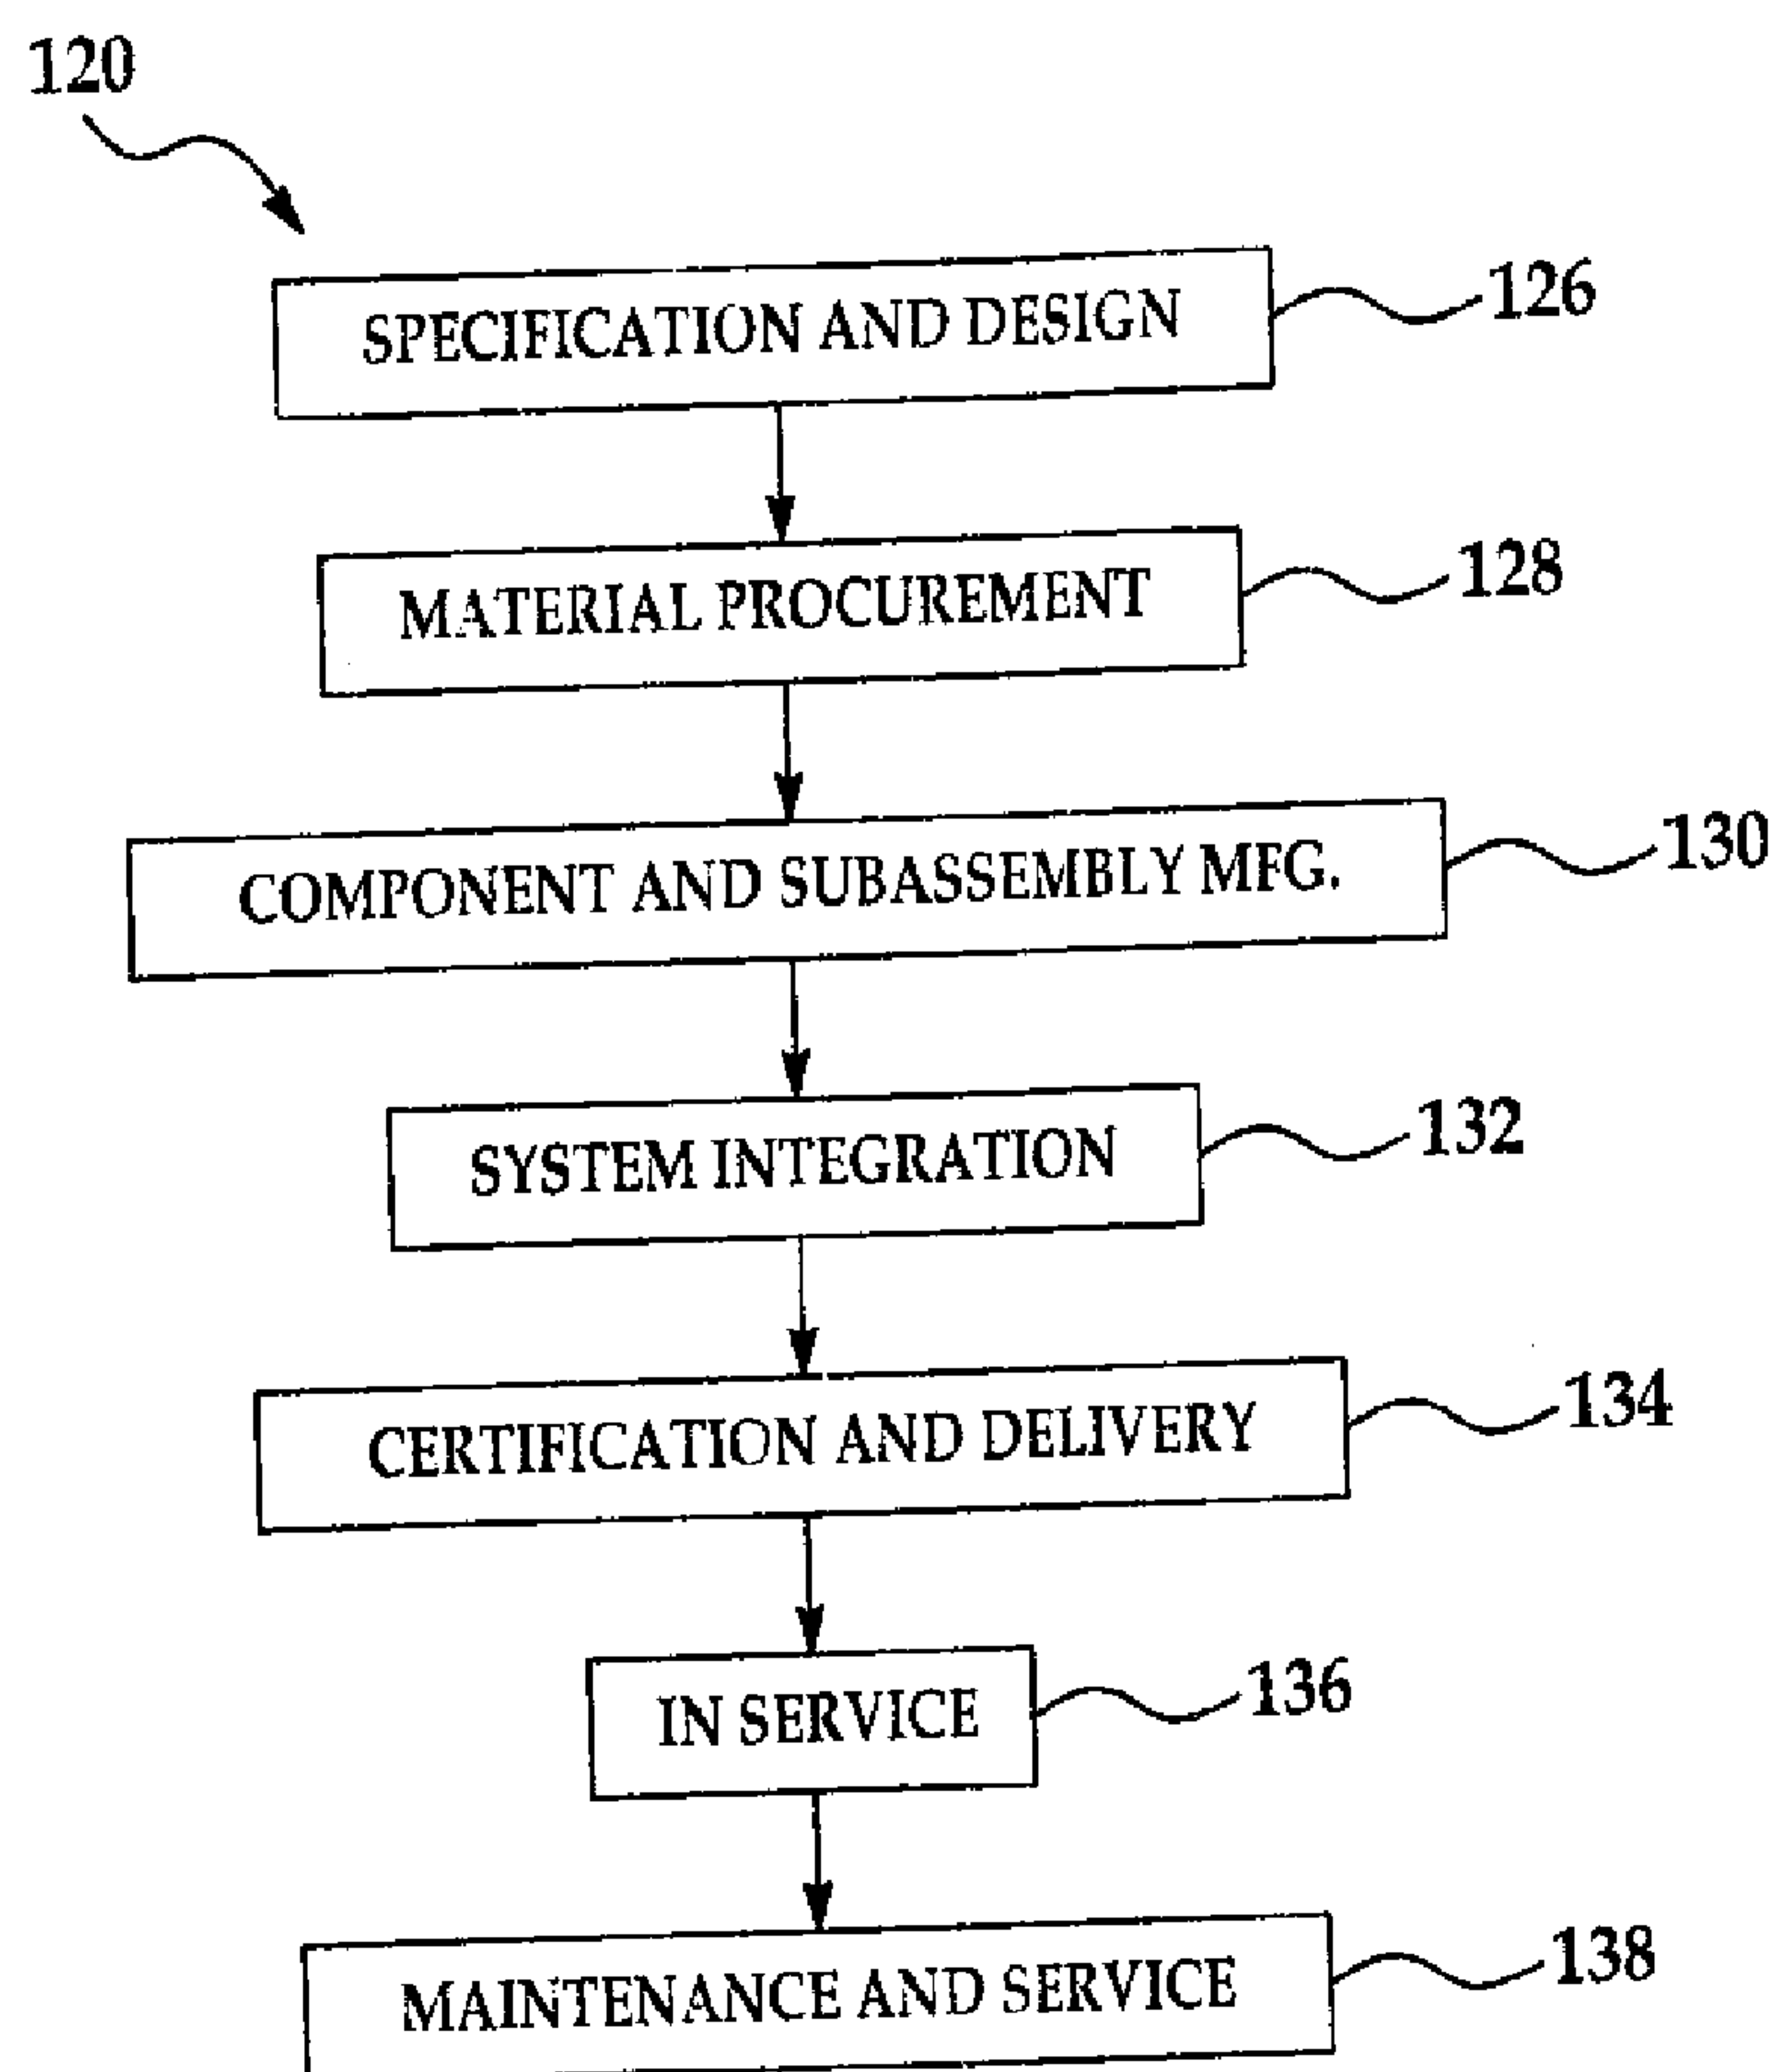 120
SPECIFICATION AND DESIGN 126
MATERIAL PROCUREMENT 128
COMPONENT AND SUBASSEMBLY MFG. 130
SYSTEM INTEGRATION 132
CERTIFICATION AND DELIVERY 134
IN SERVICE 136
MAINTENANCE AND SERVICE 138